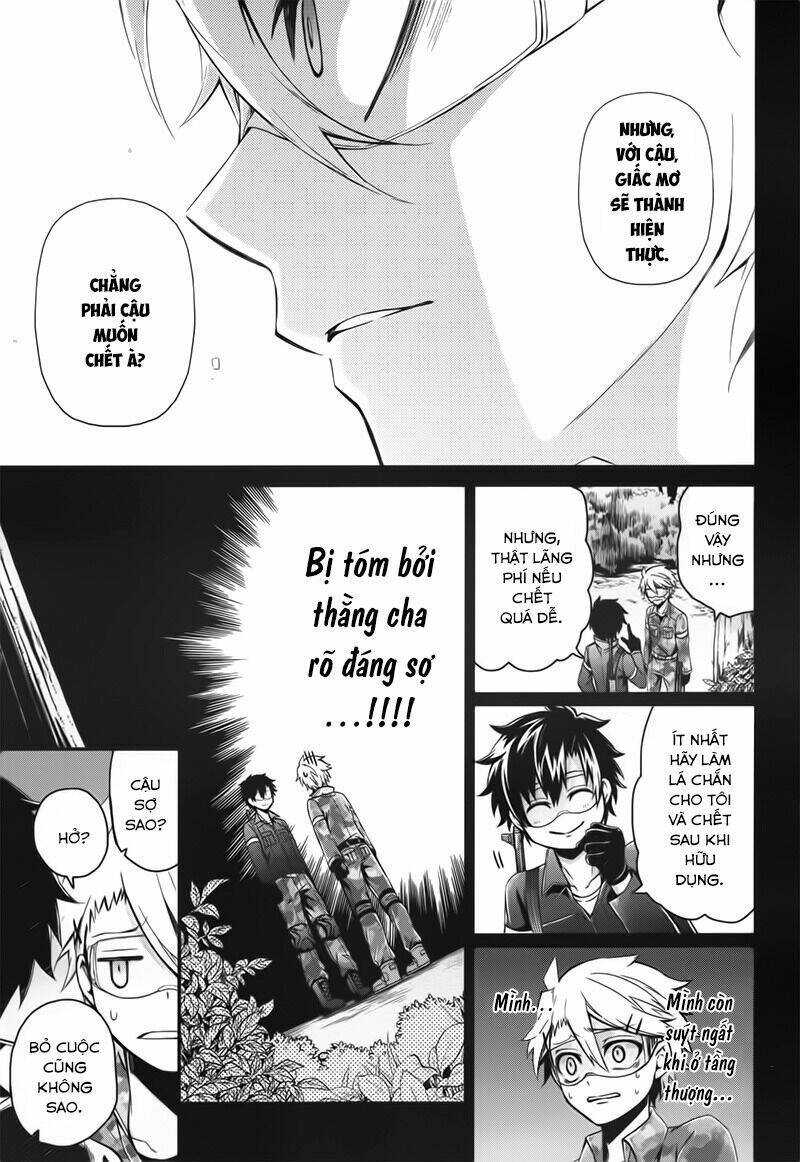 NHƯNG,
VỚI CẬU,
GIẤC MƠ
SẼ THÀNH
HIỆN
THỰC.
CHẲNG
PHẢI CẬU
MUỐN
CHẾT À?
ĐÚNG
VẬY
NHƯNG
...
NHƯNG,
THẬT LÃNG
PHÍ NẾU
CHẾT
QUÁ DỄ.
ÍT NHẤT
HÃY LÀM
LÁ CHẮN
CHO TÔI
VÀ CHẾT
SAU KHI
HỮU
DỤNG.
Mình còn
suýt ngất
khi ở tầng
thượng...
Mình...
Bị tóm bởi
thằng cha
rõ đáng sợ
...!!!!
CẬU
SỢ
SAO?
HỞ?
BỎ CUỘC
CŨNG
KHÔNG
SAO.